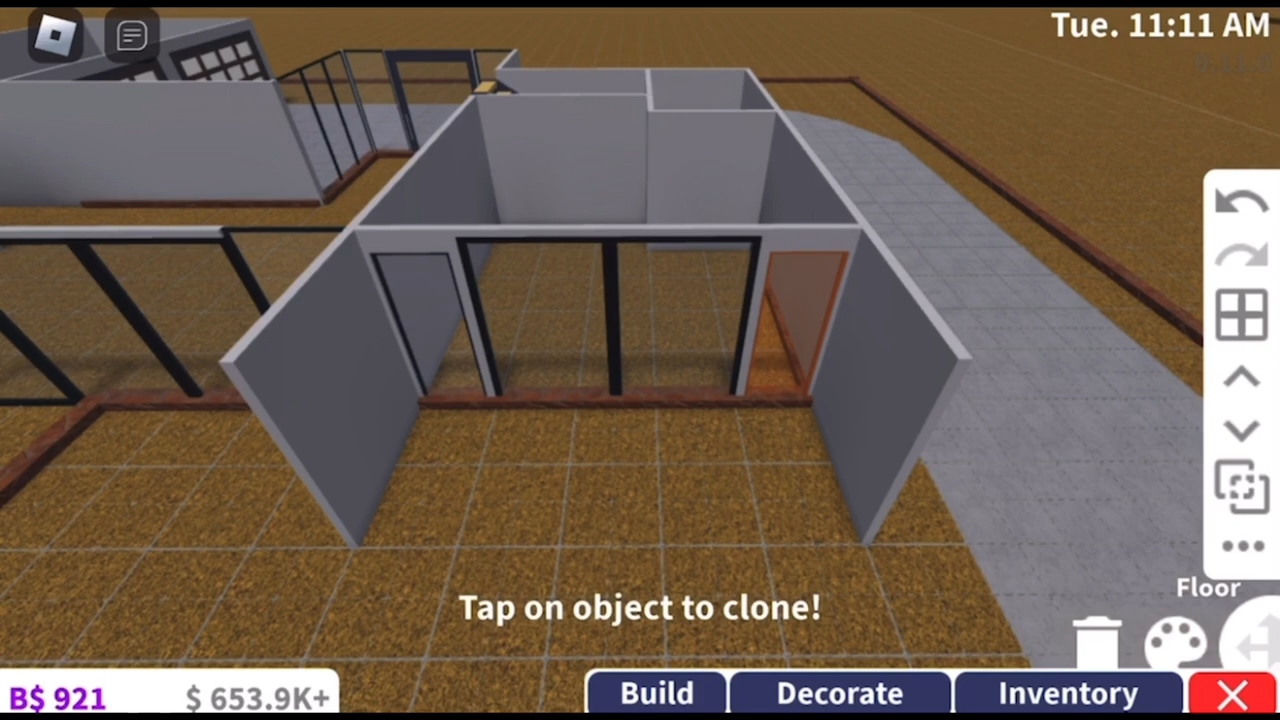 Tue. 11:11 AM
Tap on object to clone!
Floor
B$ 921
$ 653.9K+
Build
Decorate
Inventory